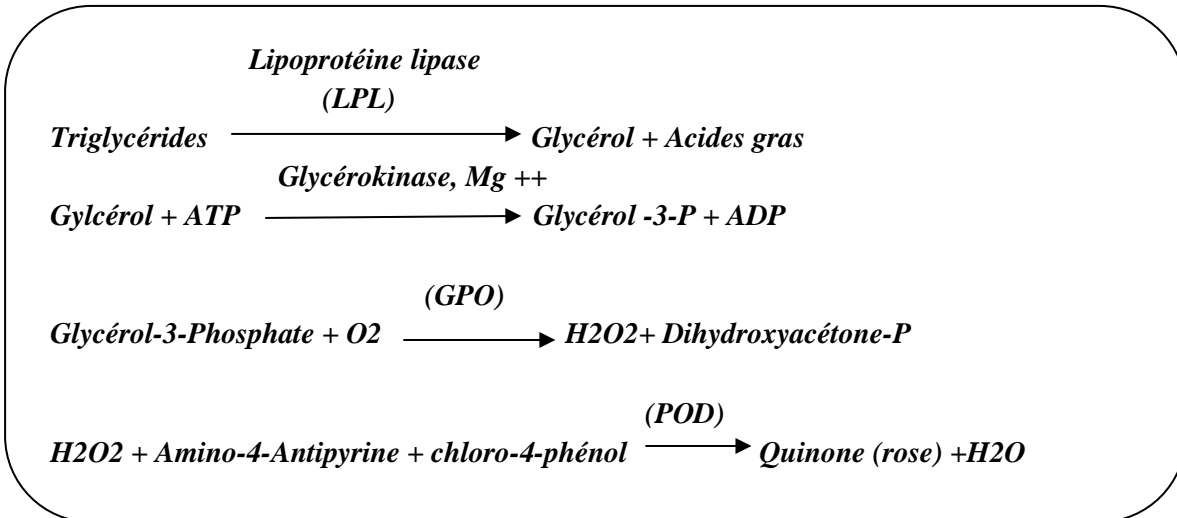 Lipoprotéine lipase
(LPL)
Triglycérides Glycérol + Acides gras
Glycérokinase, Mg ++
Gylcérol + ATP Glycérol -3-P + ADP
(GPO)
Glycérol-3-Phosphate + O2 H2O2+ Dihydroxyacétone-P
(POD)
H2O2 + Amino-4-Antipyrine + chloro-4-phénol Quinone (rose) +H2O